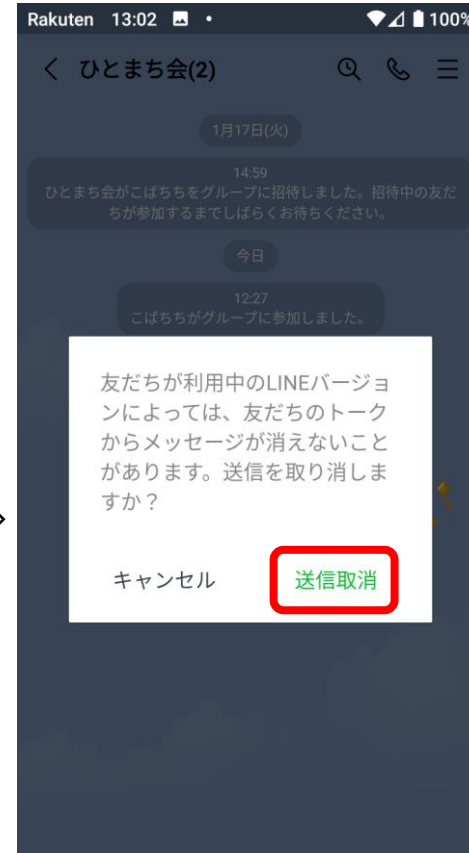 Rakuten 13:02 100%
ひとまち会(2)
1月17日(火)
14:59
ひとまち会がこばちちをグループに招待しました。招待中の友だ
ちが参加するまでしばらくお待ちください。
今日
12:27
こばちちがグループに参加しました。
友だちが利用中のLINEバージョ
ンによっては、友だちのトーク
からメッセージが消えないこと
があります。送信を取り消しま
すか？
キャンセル 送信取消